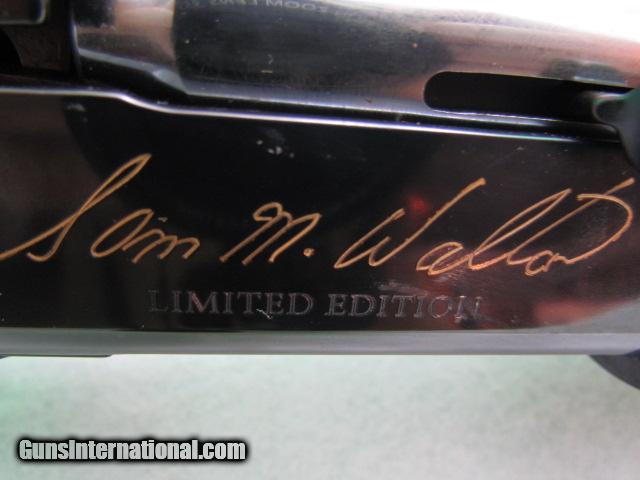 Sam M. Walton
LIMITED EDITION
GunsInternational.com